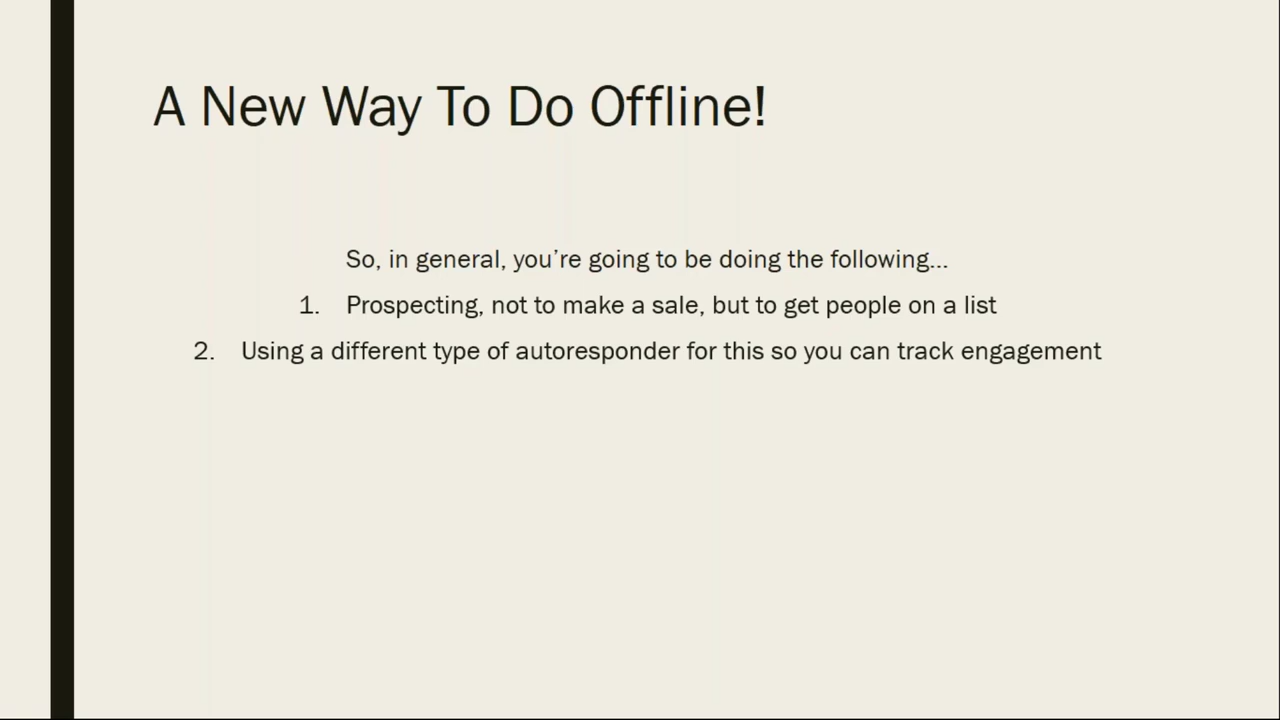 A New Way To Do Offline!
So, in general, you’re going to be doing the following…
1. Prospecting, not to make a sale, but to get people on a list
2. Using a different type of autoresponder for this so you can track engagement